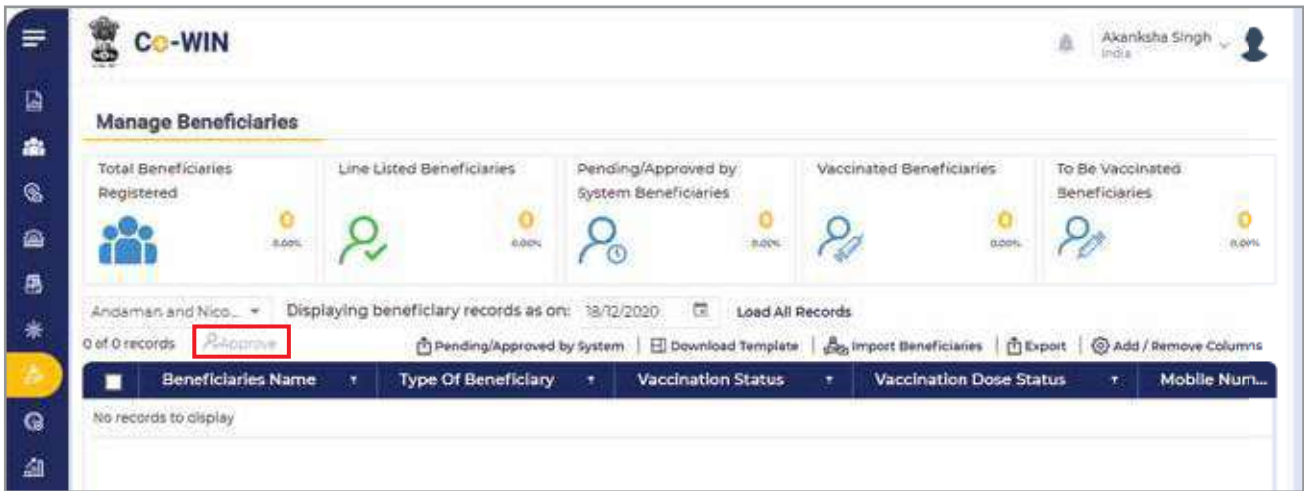 Co-WIN
Akanksha Singh
India
Manage Beneficiaries
Total Beneficiaries Registered
0
0.00%
Line Listed Beneficiaries
0
0.00%
Pending/Approved by System Beneficiaries
0
0.00%
Vaccinated Beneficiaries
0
0.00%
To Be Vaccinated Beneficiaries
0
0.00%
Andaman and Nico... Displaying beneficiary records as on: 18/12/2020 Load All Records
0 of 0 records Approve Pending/Approved by System | Download Template | Import Beneficiaries | Export | Add / Remove Columns
Beneficiaries Name Type Of Beneficiary Vaccination Status Vaccination Dose Status Mobile Num...
No records to display